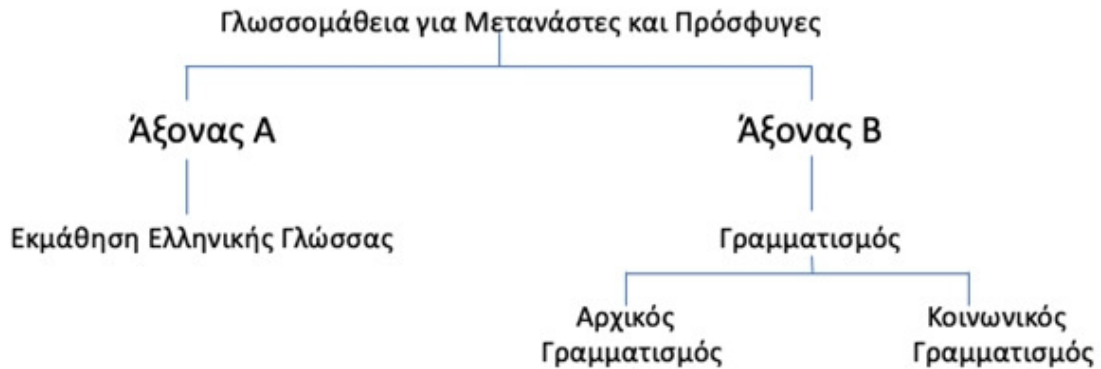 Γλωσσομάθεια για Μετανάστες και Πρόσφυγες
Άξονας Α
Άξονας Β
Εκμάθηση Ελληνικής Γλώσσας
Γραμματισμός
Αρχικός
Γραμματισμός
Κοινωνικός
Γραμματισμός